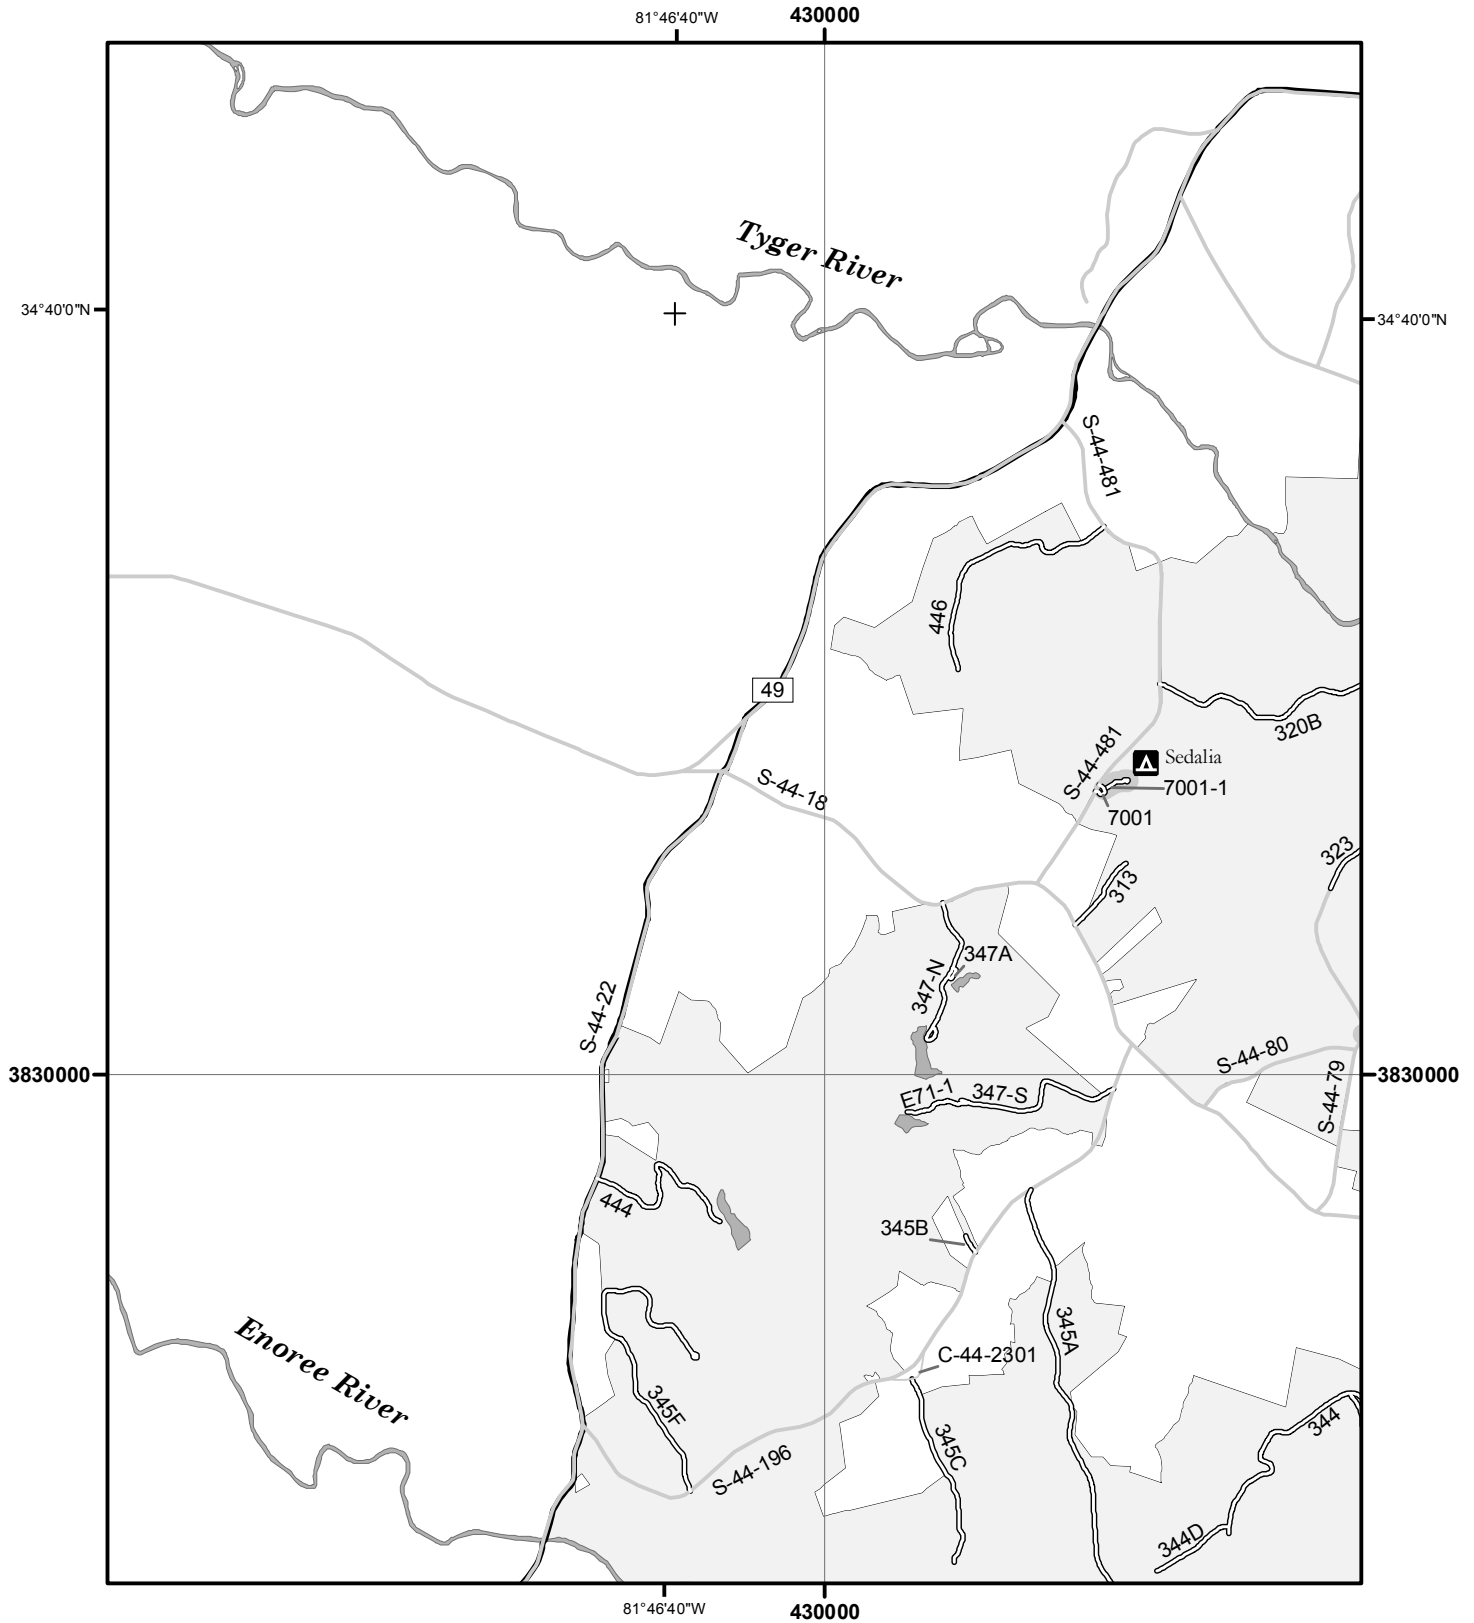 81°46'40"W
430000
Tyger River
34°40'0"N
34°40'0"N
S-44-481
446
49
320B
S-44-481
Sedalia
7001-1
7001
S-44-18
323
313
347A
347-N
S-44-22
S-44-80
3830000
3830000
S-44-79
E71-1
347-S
444
345B
345A
Enoree River
C-44-2301
345F
345C
344
S-44-196
344D
81°46'40"W
430000